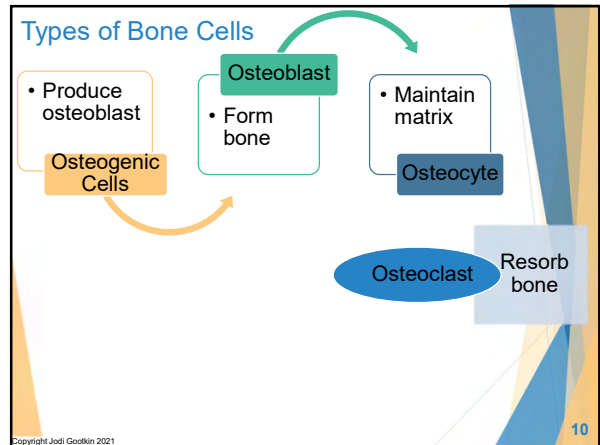 Types of Bone Cells
• Produce
osteoblast
Osteogenic
Cells
Osteoblast
• Form
bone
• Maintain
matrix
Osteocyte
Osteoclast
Resorb
bone
Copyright Jodi Gootkin 2021
10